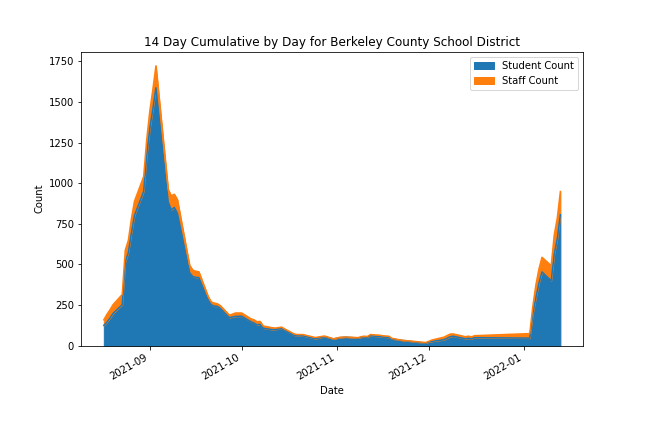 14 Day Cumulative by Day for Berkeley County School District
Student Count
Staff Count
Count
1750
1500
1250
1000
750
500
250
0
2021-09
2021-10
2021-11
2021-12
2022-01
Date